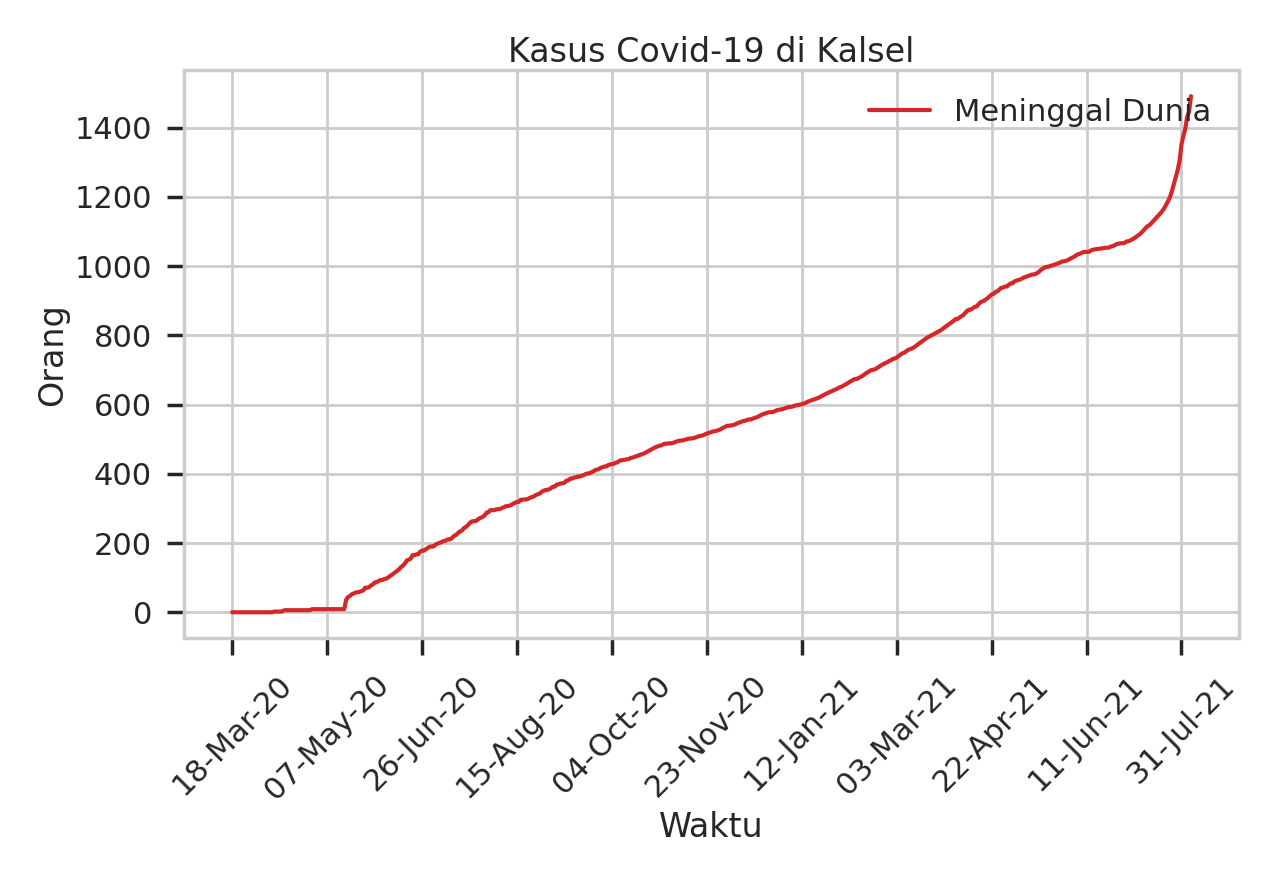 Kasus Covid-19 di Kalsel
Meninggal Dunia
1400
1200
1000
800
600
400
200
0
Orang
18-Mar-20
07-May-20
26-Jun-20
15-Aug-20
04-Oct-20
23-Nov-20
12-Jan-21
03-Mar-21
22-Apr-21
11-Jun-21
31-Jul-21
Waktu